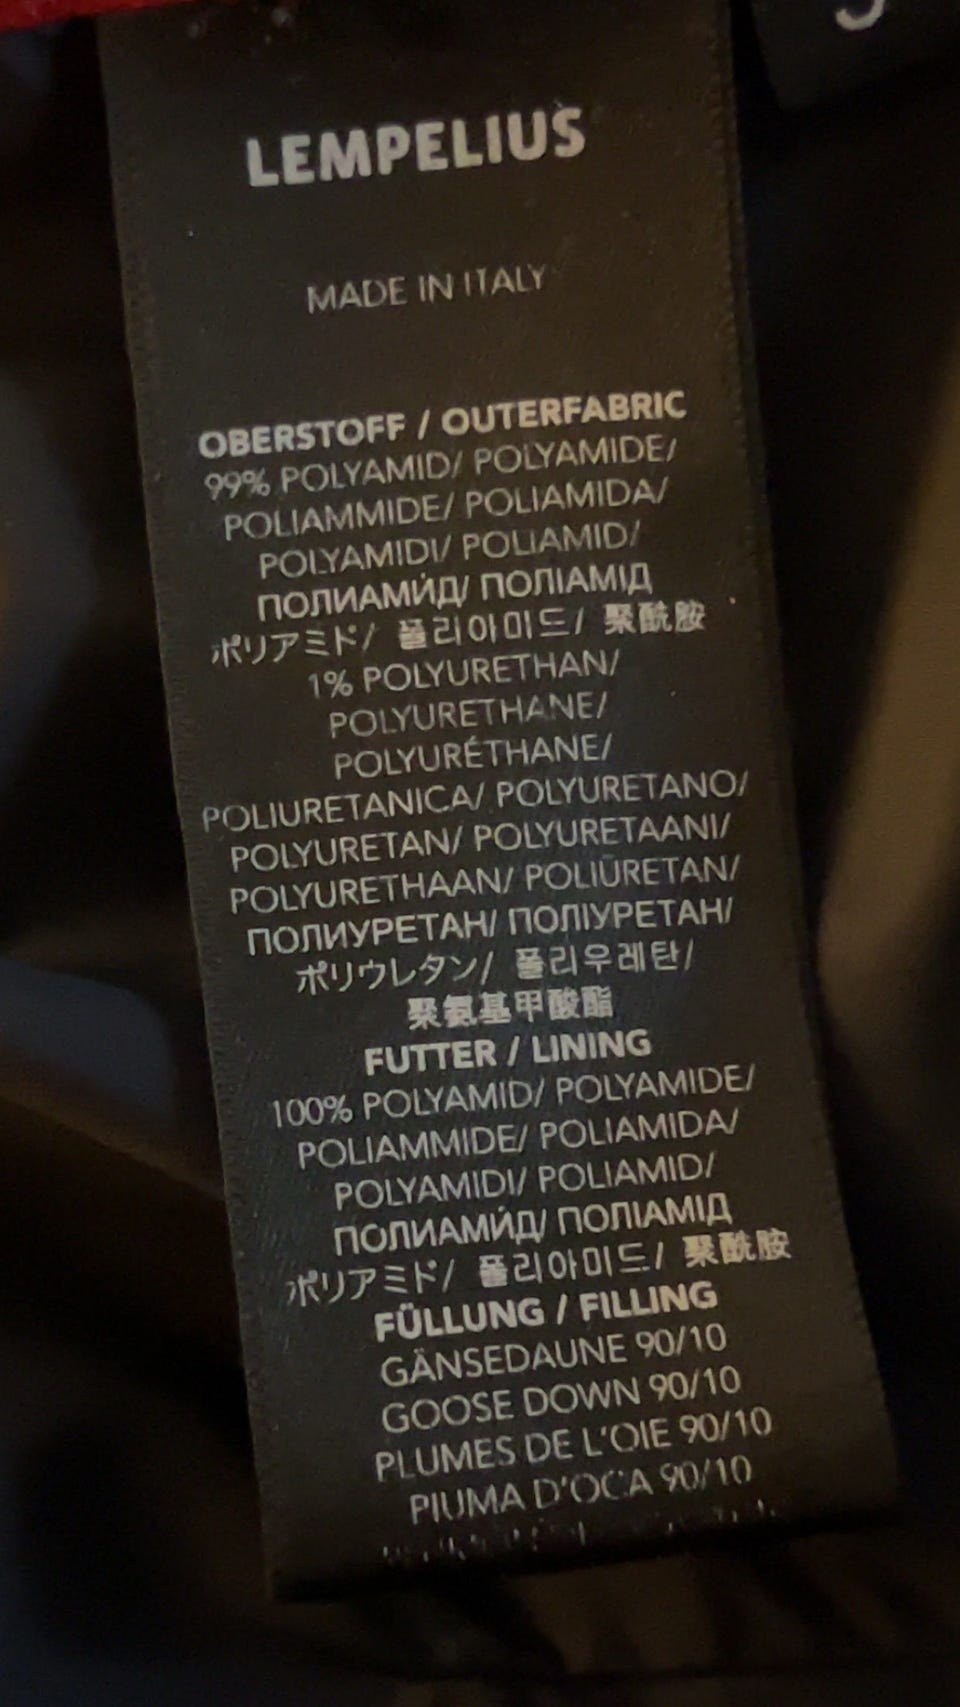 LEMPELIUS
MADE IN ITALY
OBERSTOFF / OUTERFABRIC
99% POLYAMID/ POLYAMIDE/
POLIAMMIDE/ POLIAMIDA/
POLYAMIDI/ POLIAMID/
ПОЛИАМЍД/ ПОЛІАМІД
ポリアミド/ 폴리아미드/ 聚酰胺
1% POLYURETHAN/
POLYURETHANE/
POLYURÉTHANE/
POLIURETANICA/ POLYURETANO/
POLYURETAN/ POLYURETAANI/
POLYURETHAAN/ POLIURETAN/
ПОЛИУРЕТАН/ ПОЛІУРЕТАН/
ポリウレタン/ 폴리우레탄/
聚氨基甲酸酯
FUTTER / LINING
100% POLYAMID/ POLYAMIDE/
POLIAMMIDE/ POLIAMIDA/
POLYAMIDI/ POLIAMID/
ПОЛИАМЍД/ ПОЛІАМІД
ポリアミド/ 폴리아미드/ 聚酰胺
FÜLLUNG / FILLING
GÄNSEDAUNE 90/10
GOOSE DOWN 90/10
PLUMES DE L'OIE 90/10
PIUMA D'OCA 90/10